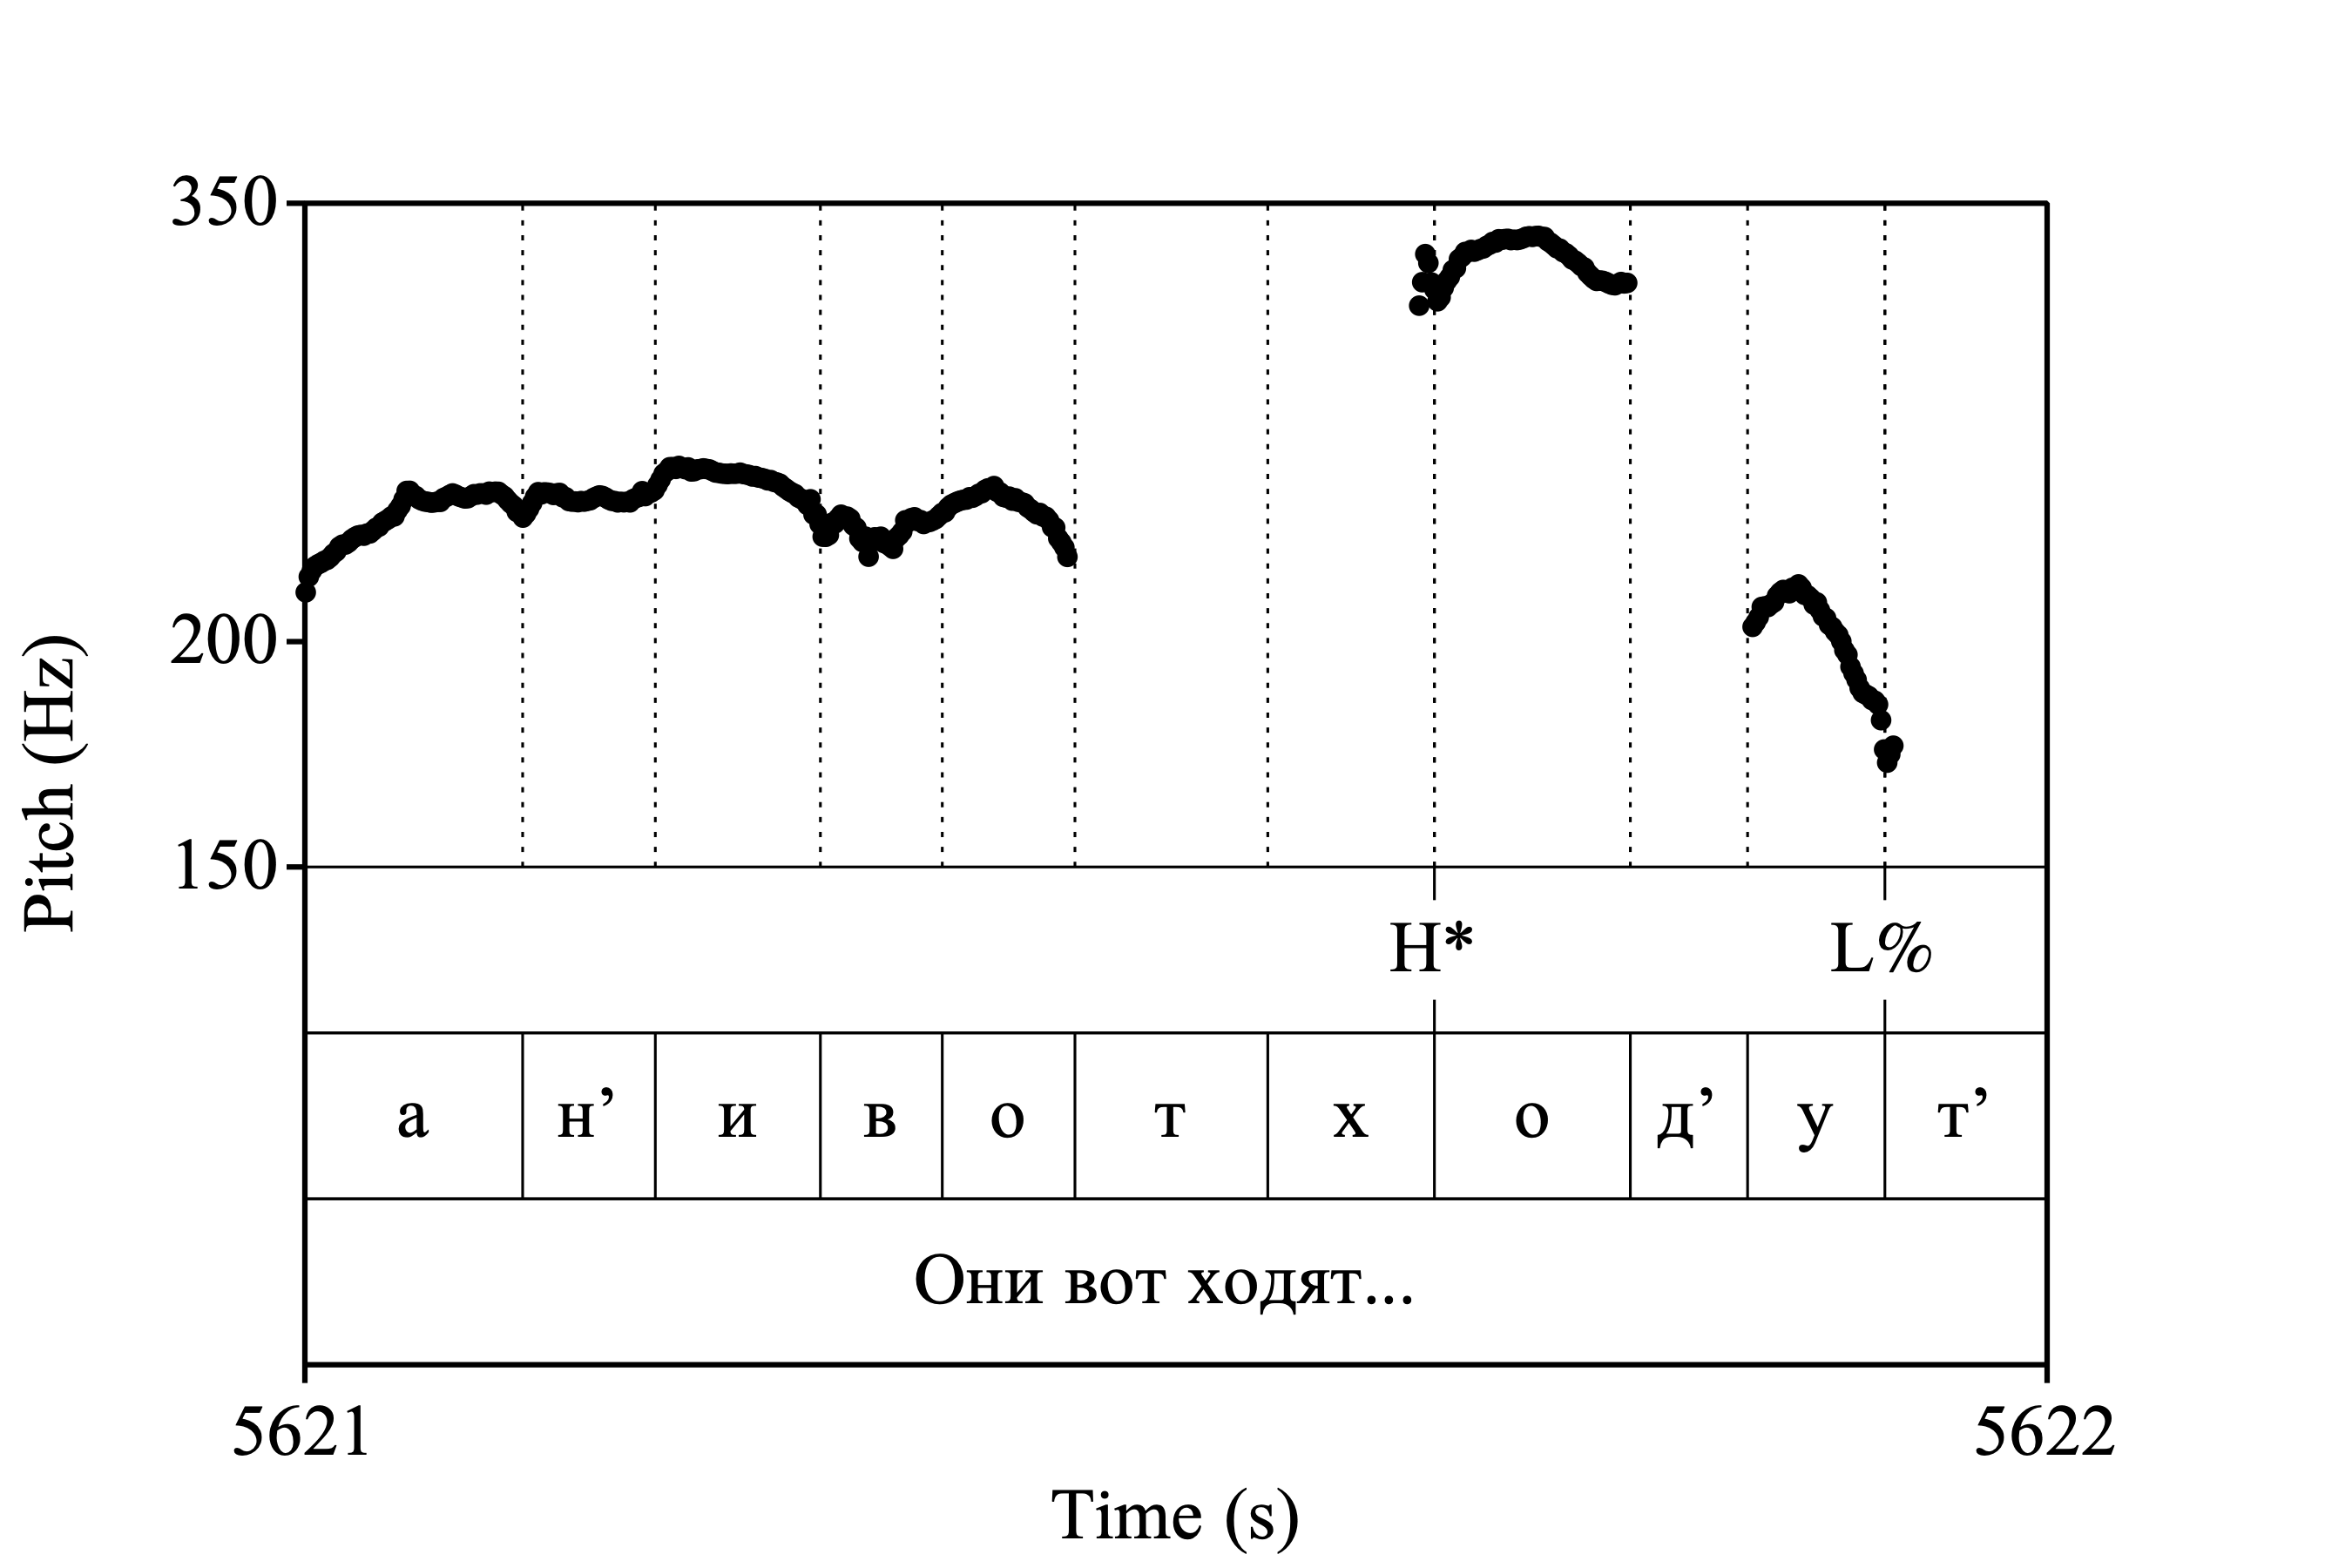 350
200
150
Pitch (Hz)
H* L%
а н’ и в о т х о д’ у т’
Они вот ходят...
5621 5622
Time (s)